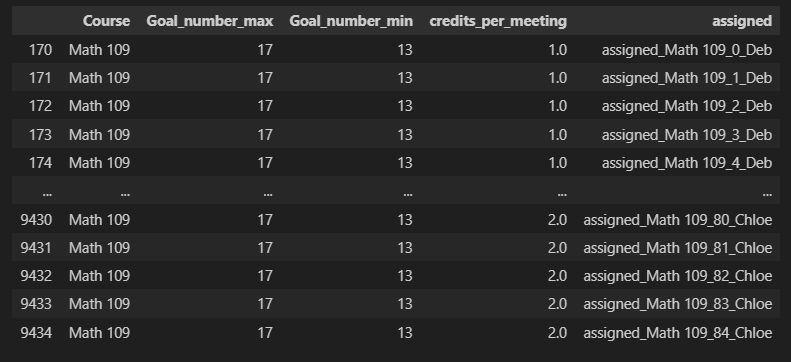 Course Goal_number_max Goal_number_min credits_per_meeting assigned
170 Math 109 17 13 1.0 assigned_Math 109_0_Deb
171 Math 109 17 13 1.0 assigned_Math 109_1_Deb
172 Math 109 17 13 1.0 assigned_Math 109_2_Deb
173 Math 109 17 13 1.0 assigned_Math 109_3_Deb
174 Math 109 17 13 1.0 assigned_Math 109_4_Deb
... ... ... ... ... ...
9430 Math 109 17 13 2.0 assigned_Math 109_80_Chloe
9431 Math 109 17 13 2.0 assigned_Math 109_81_Chloe
9432 Math 109 17 13 2.0 assigned_Math 109_82_Chloe
9433 Math 109 17 13 2.0 assigned_Math 109_83_Chloe
9434 Math 109 17 13 2.0 assigned_Math 109_84_Chloe